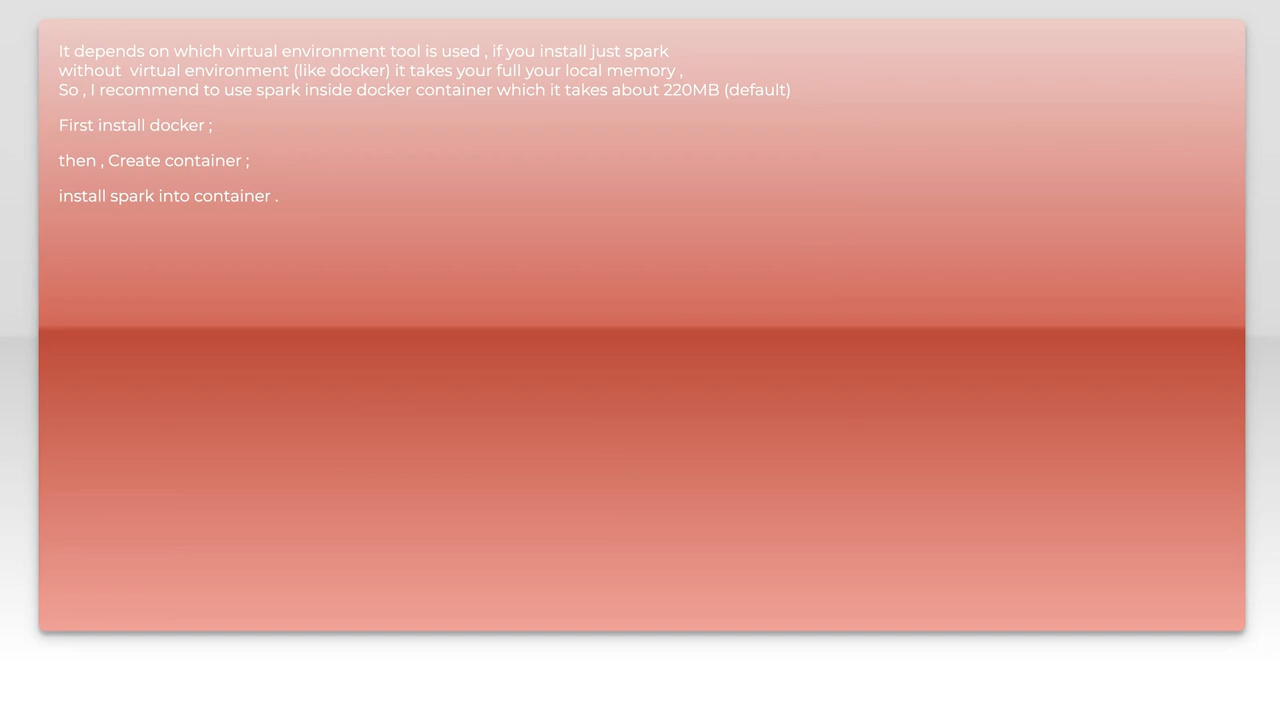 It depends on which virtual environment tool is used , if you install just spark
without  virtual environment (like docker) it takes your full your local memory ,
So , I recommend to use spark inside docker container which it takes about 220MB (default)
First install docker ;
then , Create container ;
install spark into container .